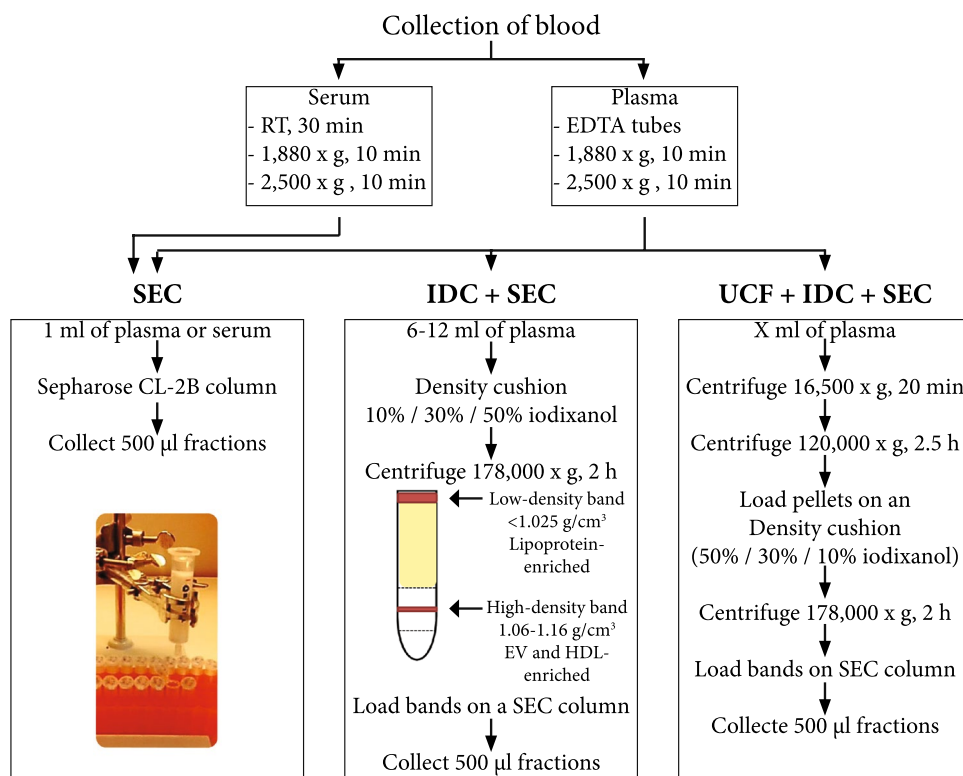 Collection of blood
Serum
- RT, 30 min
- 1,880 x g, 10 min
- 2,500 x g , 10 min
Plasma
- EDTA tubes
- 1,880 x g, 10 min
- 2,500 x g , 10 min
SEC
1 ml of plasma or serum
Sepharose CL-2B column
Collect 500 µl fractions
IDC + SEC
6-12 ml of plasma
Density cushion
10% / 30% / 50% iodixanol
Centrifuge 178,000 x g, 2 h
Low-density band
<1.025 g/cm³
Lipoprotein-
enriched
High-density band
1.06-1.16 g/cm³
EV and HDL-
enriched
Load bands on a SEC column
Collect 500 µl fractions
UCF + IDC + SEC
X ml of plasma
Centrifuge 16,500 x g, 20 min
Centrifuge 120,000 x g, 2.5 h
Load pellets on an
Density cushion
(50% / 30% / 10% iodixanol)
Centrifuge 178,000 x g, 2 h
Load bands on SEC column
Collecte 500 µl fractions